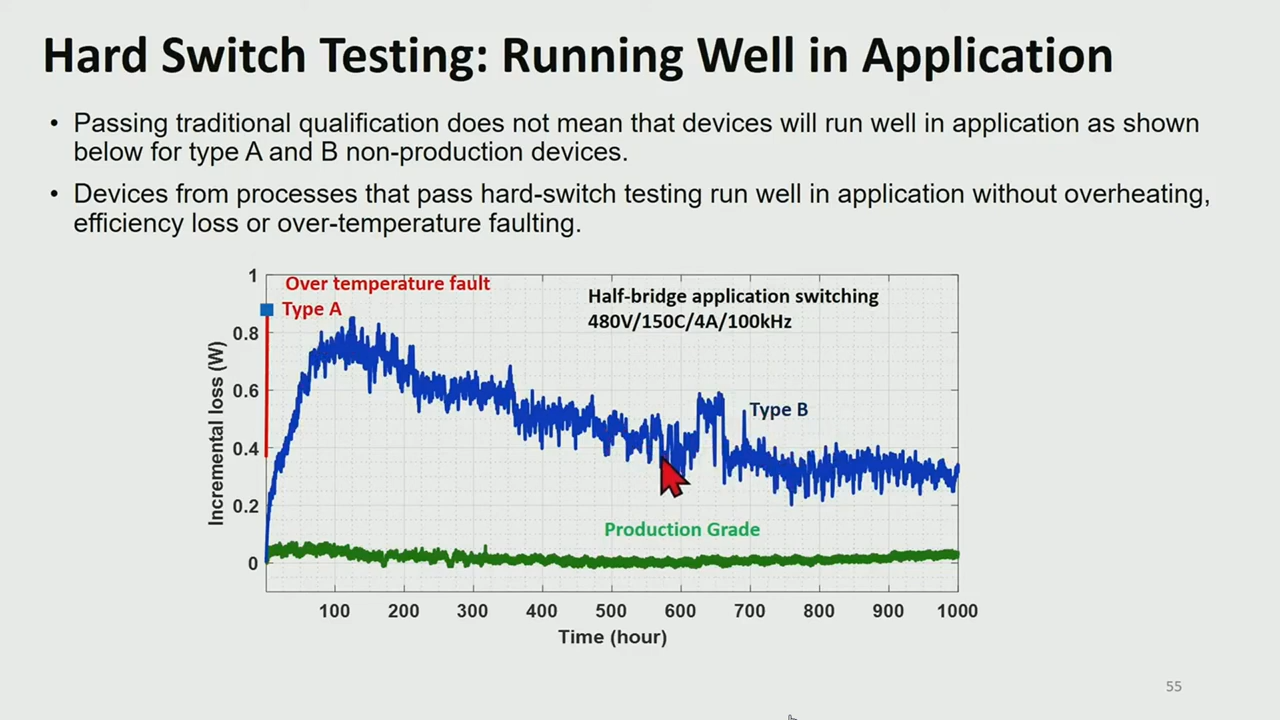 Hard Switch Testing: Running Well in Application
• Passing traditional qualification does not mean that devices will run well in application as shown
below for type A and B non-production devices.
• Devices from processes that pass hard-switch testing run well in application without overheating,
efficiency loss or over-temperature faulting.
Over temperature fault
Type A
Half-bridge application switching
480V/150C/4A/100kHz
Type B
Production Grade
Incremental loss (W)
1
0.8
0.6
0.4
0.2
0
100 200 300 400 500 600 700 800 900 1000
Time (hour)
55